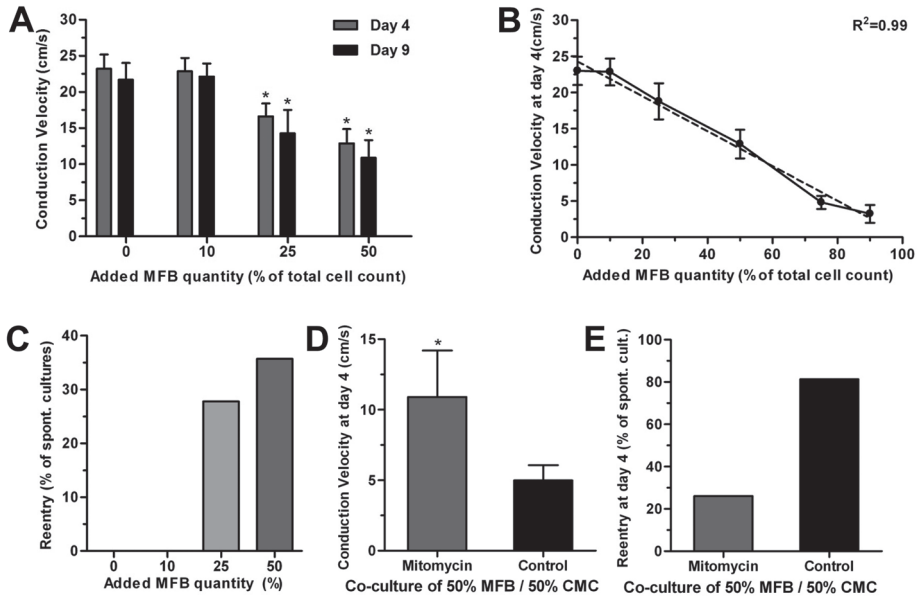 A
Conduction Velocity (cm/s)
30
25
20
15
10
5
0
Day 4
Day 9
*
*
*
*
0
10
25
50
Added MFB quantity (% of total cell count)
B
Conduction Velocity at day 4(cm/s)
R²=0.99
30
25
20
15
10
5
0
0
20
40
60
80
100
Added MFB quantity (% of total cell count)
C
Reentry (% of spont. cultures)
40
30
20
10
0
0
10
25
50
Added MFB quantity (%)
D
Conduction Velocity at day 4 (cm/s)
15
10
5
0
*
Mitomycin
Control
Co-culture of 50% MFB / 50% CMC
E
Reentry at day 4 (% of spont. cult.)
100
80
60
40
20
0
Mitomycin
Control
Co-culture of 50% MFB / 50% CMC